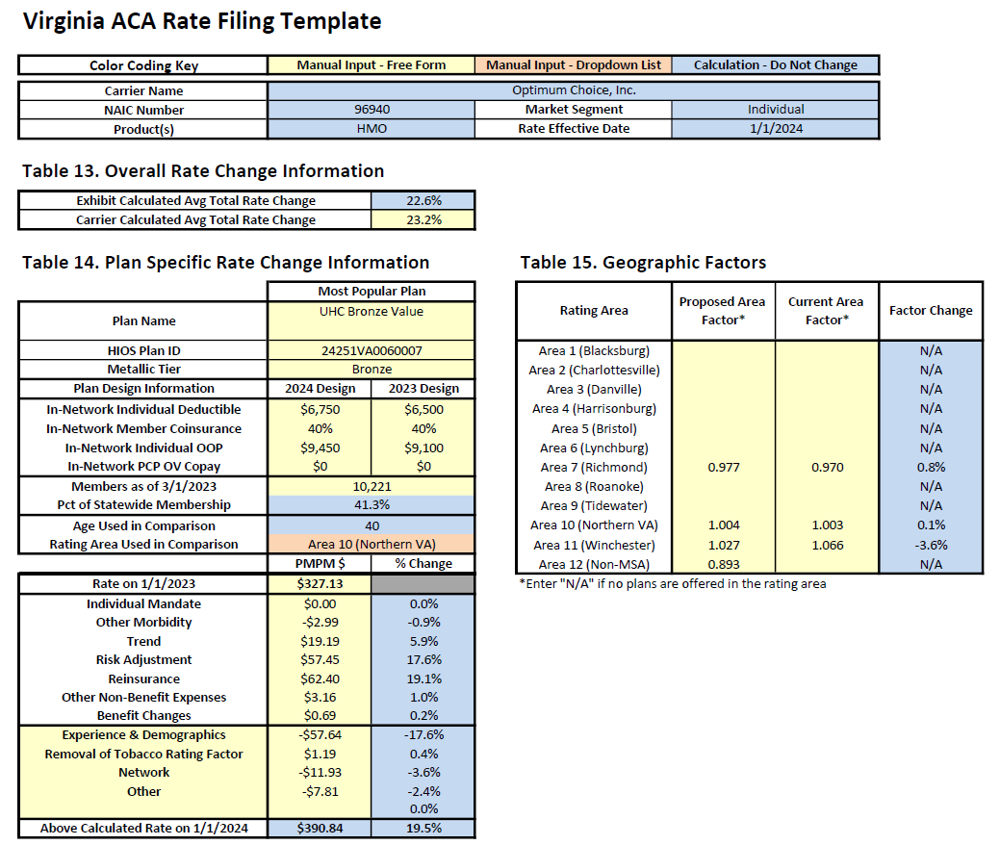 Virginia ACA Rate Filing Template
Color Coding Key Manual Input - Free Form Manual Input - Dropdown List Calculation - Do Not Change
Carrier Name Optimum Choice, Inc.
NAIC Number 96940 Market Segment Individual
Product(s) HMO Rate Effective Date 1/1/2024
Table 13. Overall Rate Change Information
Exhibit Calculated Avg Total Rate Change 22.6%
Carrier Calculated Avg Total Rate Change 23.2%
Table 14. Plan Specific Rate Change Information
Most Popular Plan
Plan Name UHC Bronze Value
HIOS Plan ID 24251VA0060007
Metallic Tier Bronze
Plan Design Information 2024 Design 2023 Design
In-Network Individual Deductible $6,750 $6,500
In-Network Member Coinsurance 40% 40%
In-Network Individual OOP $9,450 $9,100
In-Network PCP OV Copay $0 $0
Members as of 3/1/2023 10,221
Pct of Statewide Membership 41.3%
Age Used in Comparison 40
Rating Area Used in Comparison Area 10 (Northern VA)
PMPM $ % Change
Rate on 1/1/2023 $327.13
Individual Mandate $0.00 0.0%
Other Morbidity -$2.99 -0.9%
Trend $19.19 5.9%
Risk Adjustment $57.45 17.6%
Reinsurance $62.40 19.1%
Other Non-Benefit Expenses $3.16 1.0%
Benefit Changes $0.69 0.2%
Experience & Demographics -$57.64 -17.6%
Removal of Tobacco Rating Factor $1.19 0.4%
Network -$11.93 -3.6%
Other -$7.81 -2.4%
0.0%
Above Calculated Rate on 1/1/2024 $390.84 19.5%
Table 15. Geographic Factors
Rating Area Proposed Area Factor* Current Area Factor* Factor Change
Area 1 (Blacksburg) N/A
Area 2 (Charlottesville) N/A
Area 3 (Danville) N/A
Area 4 (Harrisonburg) N/A
Area 5 (Bristol) N/A
Area 6 (Lynchburg) N/A
Area 7 (Richmond) 0.977 0.970 0.8%
Area 8 (Roanoke) N/A
Area 9 (Tidewater) N/A
Area 10 (Northern VA) 1.004 1.003 0.1%
Area 11 (Winchester) 1.027 1.066 -3.6%
Area 12 (Non-MSA) 0.893 N/A
*Enter "N/A" if no plans are offered in the rating area